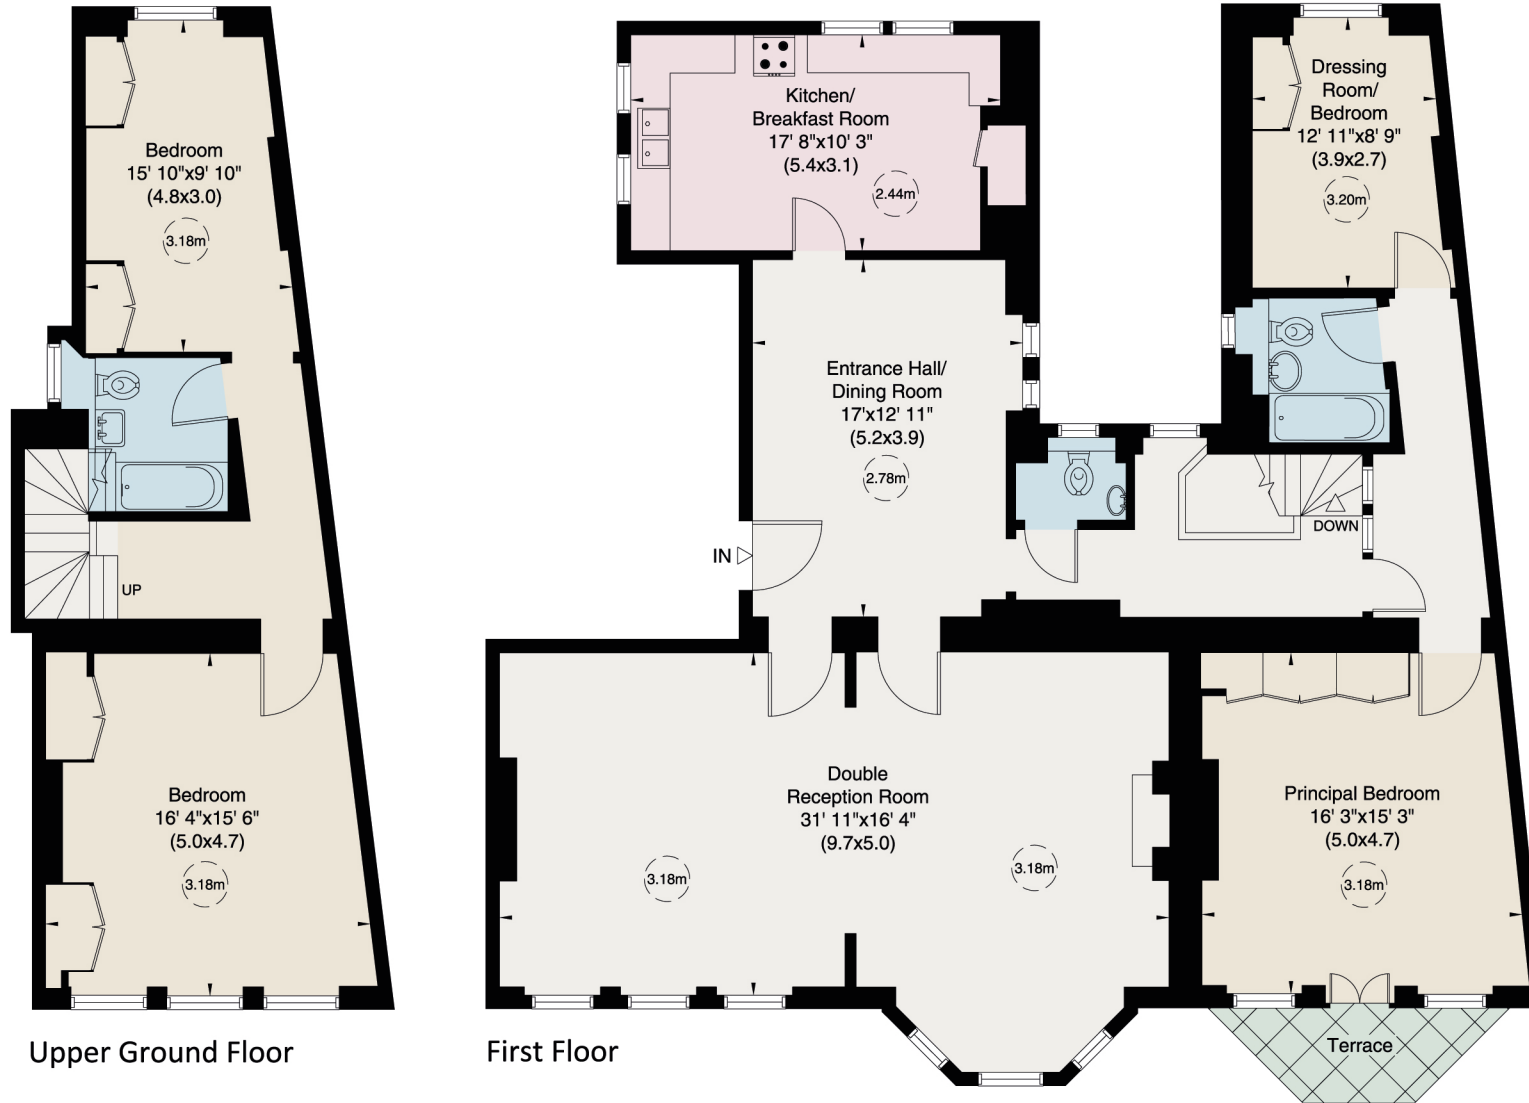 Bedroom
15' 10"x9' 10"
(4.8x3.0)
3.18m
UP
Bedroom
16' 4"x15' 6"
(5.0x4.7)
3.18m
Upper Ground Floor
Kitchen/
Breakfast Room
17' 8"x10' 3"
(5.4x3.1)
2.44m
Entrance Hall/
Dining Room
17'x12' 11"
(5.2x3.9)
2.78m
IN
DOWN
Dressing
Room/
Bedroom
12' 11"x8' 9"
(3.9x2.7)
3.20m
Double
Reception Room
31' 11"x16' 4"
(9.7x5.0)
3.18m
3.18m
Principal Bedroom
16' 3"x15' 3"
(5.0x4.7)
3.18m
Terrace
First Floor